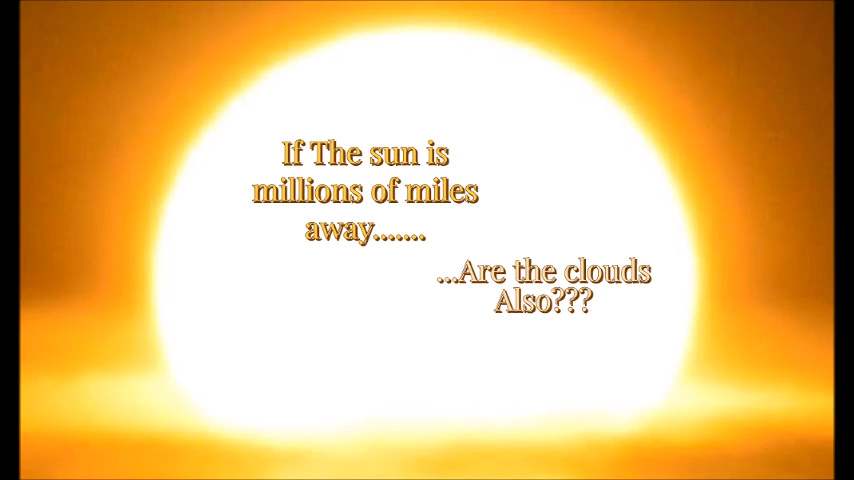 If The sun is
millions of miles
away.......
...Are the clouds
Also???